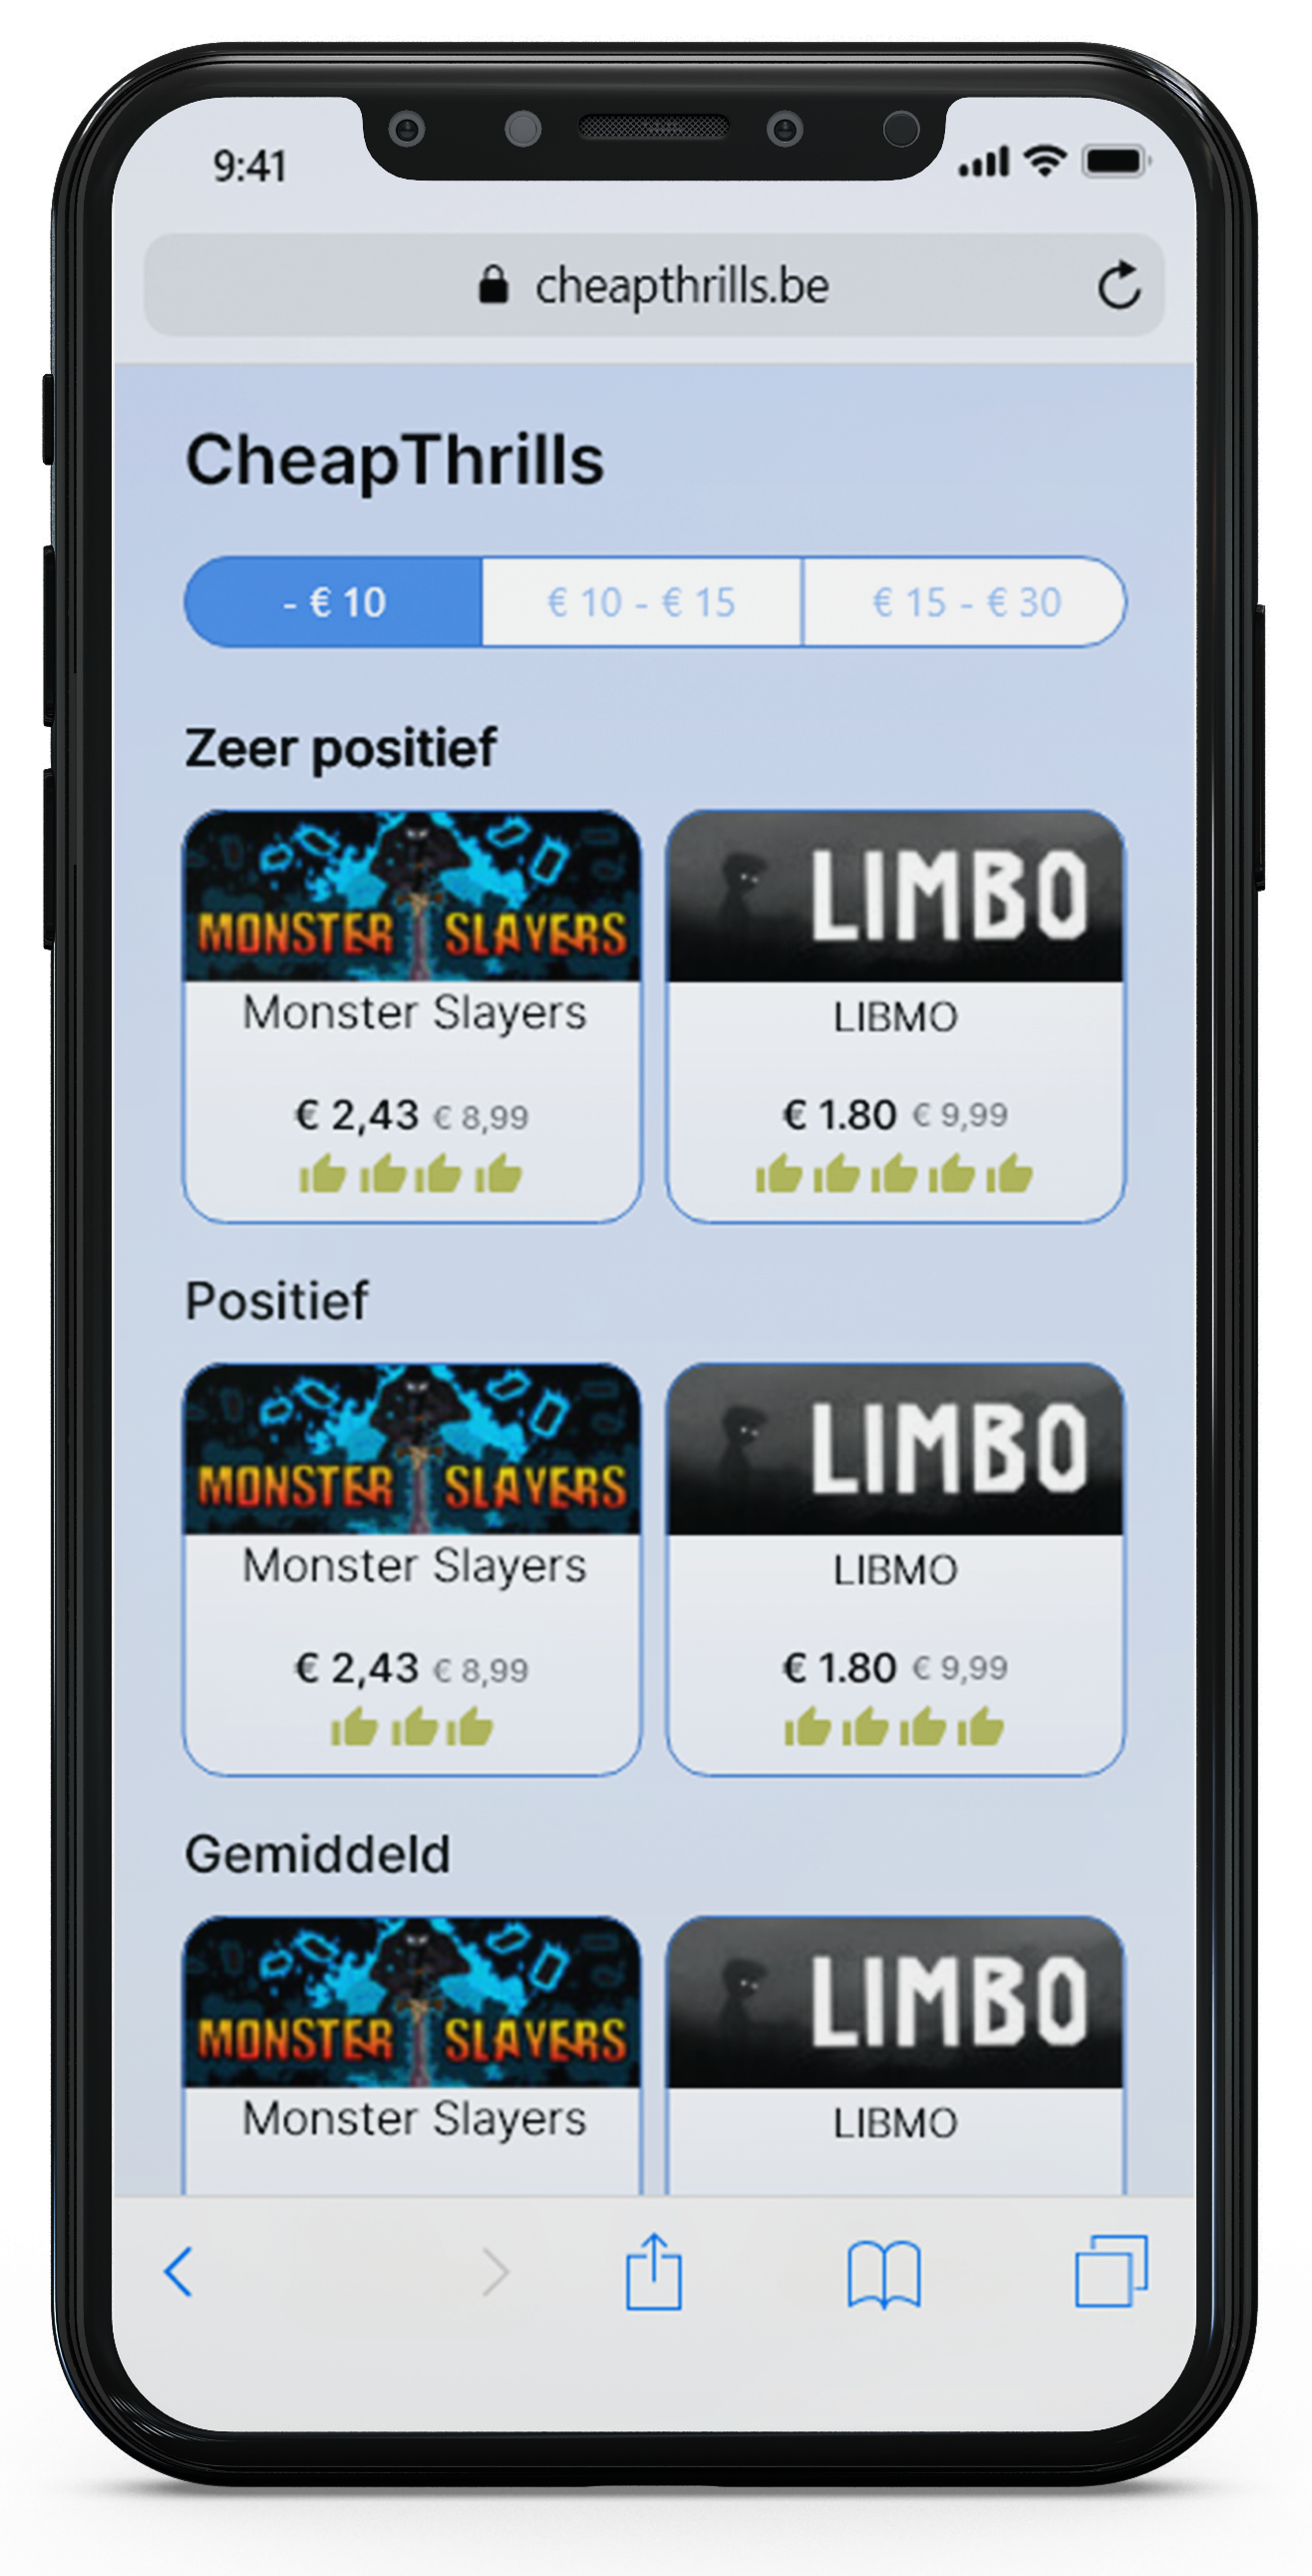 9:41
cheapthrills.be
CheapThrills
- € 10 € 10 - € 15 € 15 - € 30
Zeer positief
MONSTER SLAYERS LIMBO
Monster Slayers LIBMO
€ 2,43 € 8,99 € 1.80 € 9,99
Positief
MONSTER SLAYERS LIMBO
Monster Slayers LIBMO
€ 2,43 € 8,99 € 1.80 € 9,99
Gemiddeld
MONSTER SLAYERS LIMBO
Monster Slayers LIBMO